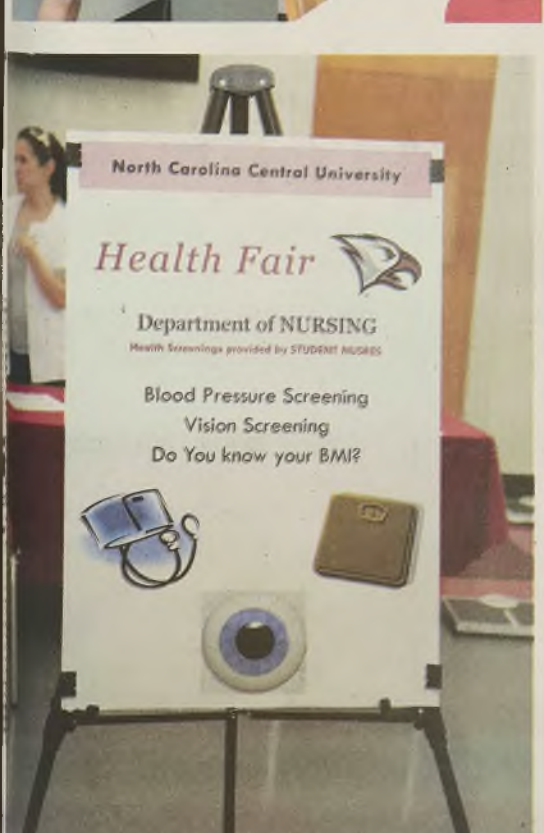 North Carolina Central University
Health Fair
Department of NURSING
Health Screenings provided by STUDENT NUSRES
Blood Pressure Screening
Vision Screening
Do You know your BMI?